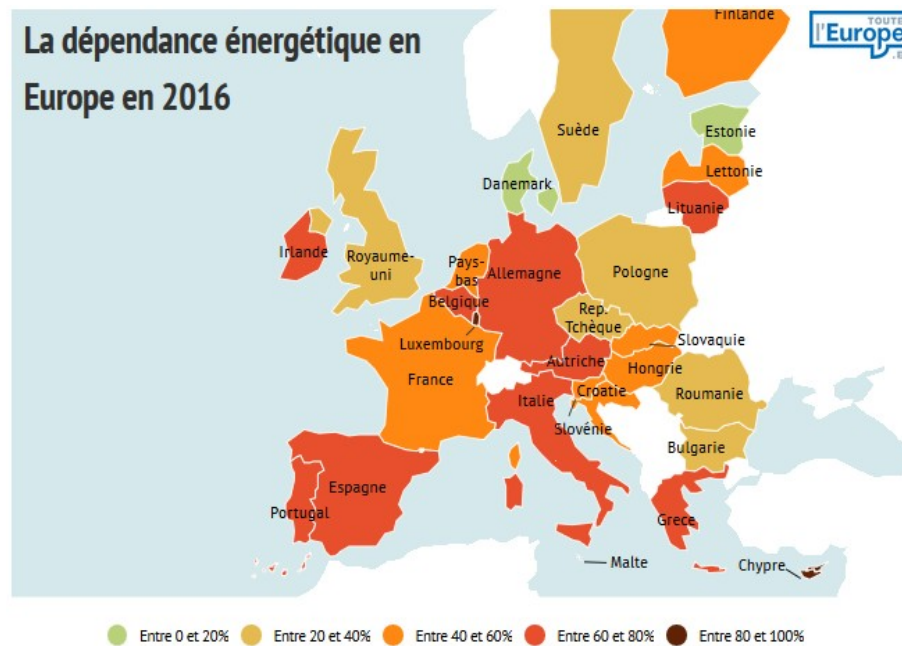 La dépendance énergétique en
Europe en 2016
TOUTE
l'Europe
Finlande
Suède
Estonie
Lettonie
Danemark
Lituanie
Irlande
Royaume-
uni
Pays-
bas
Allemagne
Pologne
Belgique
Rep.
Tchèque
Luxembourg
Slovaquie
Autriche
Hongrie
France
Croatie
Italie
Roumanie
Slovénie
Bulgarie
Espagne
Portugal
Grece
Malte
Chypre
Entre 0 et 20%
Entre 20 et 40%
Entre 40 et 60%
Entre 60 et 80%
Entre 80 et 100%